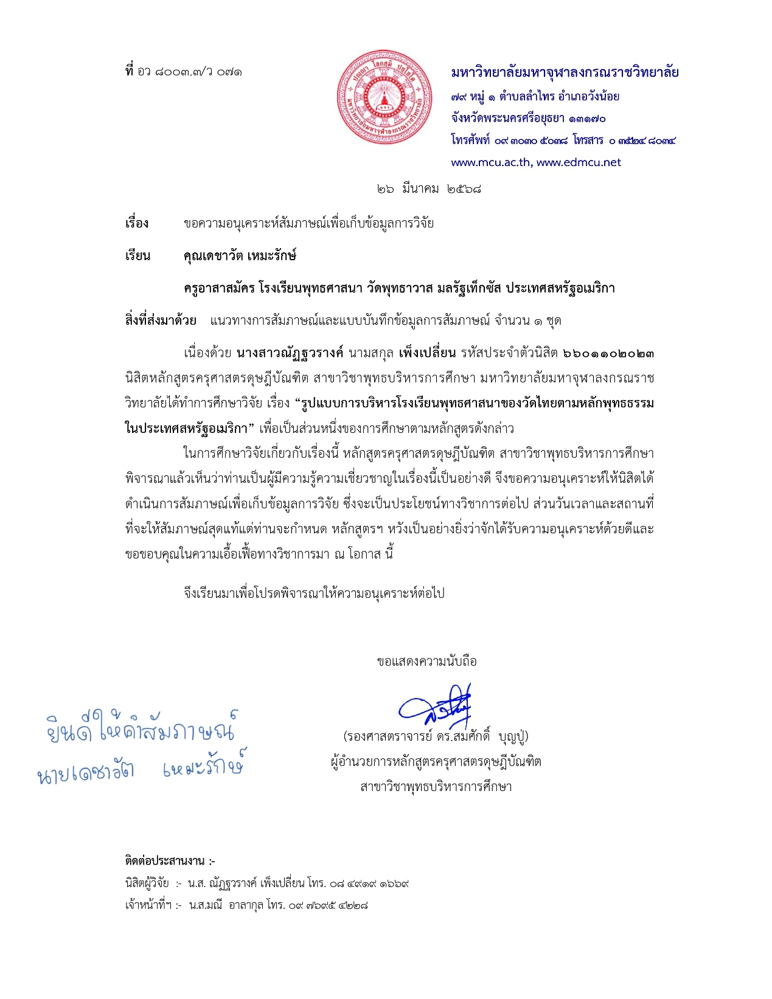 ที่ อว ๘๐๐๓.๓/ว ๐๗๑
ปญฺญา โลกสฺมิ ปชฺโชโต
มหาวิทยาลัยมหาจุฬาลงกรณราชวิทยาลัย
มหาวิทยาลัยมหาจุฬาลงกรณราชวิทยาลัย
๗๙ หมู่ ๑ ตำบลลำไทร อำเภอวังน้อย
จังหวัดพระนครศรีอยุธยา ๑๓๑๗๐
โทรศัพท์ ๐๙ ๓๐๓๐ ๕๐๓๘ โทรสาร ๐ ๓๕๒๔ ๘๐๓๔
www.mcu.ac.th, www.edmcu.net
๒๖ มีนาคม ๒๕๖๘
เรื่อง ขอความอนุเคราะห์สัมภาษณ์เพื่อเก็บข้อมูลการวิจัย
เรียน คุณเดชาวัต เหมะรักษ์
ครูอาสาสมัคร โรงเรียนพุทธศาสนา วัดพุทธาวาส มลรัฐเท็กซัส ประเทศสหรัฐอเมริกา
สิ่งที่ส่งมาด้วย แนวทางการสัมภาษณ์และแบบบันทึกข้อมูลการสัมภาษณ์ จำนวน ๑ ชุด
เนื่องด้วย นางสาวณัฏฐวรางค์ นามสกุล เพ็งเปลี่ยน รหัสประจำตัวนิสิต ๖๖๐๑๑๐๒๐๒๓
นิสิตหลักสูตรครุศาสตรดุษฎีบัณฑิต สาขาวิชาพุทธบริหารการศึกษา มหาวิทยาลัยมหาจุฬาลงกรณราช
วิทยาลัยได้ทำการศึกษาวิจัย เรื่อง “รูปแบบการบริหารโรงเรียนพุทธศาสนาของวัดไทยตามหลักพุทธธรรม
ในประเทศสหรัฐอเมริกา” เพื่อเป็นส่วนหนึ่งของการศึกษาตามหลักสูตรดังกล่าว
ในการศึกษาวิจัยเกี่ยวกับเรื่องนี้ หลักสูตรครุศาสตรดุษฎีบัณฑิต สาขาวิชาพุทธบริหารการศึกษา
พิจารณาแล้วเห็นว่าท่านเป็นผู้มีความรู้ความเชี่ยวชาญในเรื่องนี้เป็นอย่างดี จึงขอความอนุเคราะห์ให้นิสิตได้
ดำเนินการสัมภาษณ์เพื่อเก็บข้อมูลการวิจัย ซึ่งจะเป็นประโยชน์ทางวิชาการต่อไป ส่วนวันเวลาและสถานที่
ที่จะให้สัมภาษณ์สุดแท้แต่ท่านจะกำหนด หลักสูตรฯ หวังเป็นอย่างยิ่งว่าจักได้รับความอนุเคราะห์ด้วยดีและ
ขอขอบคุณในความเอื้อเฟื้อทางวิชาการมา ณ โอกาส นี้
จึงเรียนมาเพื่อโปรดพิจารณาให้ความอนุเคราะห์ต่อไป
ขอแสดงความนับถือ
(รองศาสตราจารย์ ดร.สมศักดิ์ บุญปู่)
ผู้อำนวยการหลักสูตรครุศาสตรดุษฎีบัณฑิต
สาขาวิชาพุทธบริหารการศึกษา
ยินดีให้คำสัมภาษณ์
นายเดชาวัต เหมะรักษ์
ติดต่อประสานงาน :-
นิสิตผู้วิจัย :- น.ส. ณัฏฐวรางค์ เพ็งเปลี่ยน โทร. ๐๘ ๔๙๑๙ ๑๖๖๙
เจ้าหน้าที่ฯ :- น.ส.มณี อาลากุล โทร. ๐๙ ๗๖๙๕ ๔๒๒๘